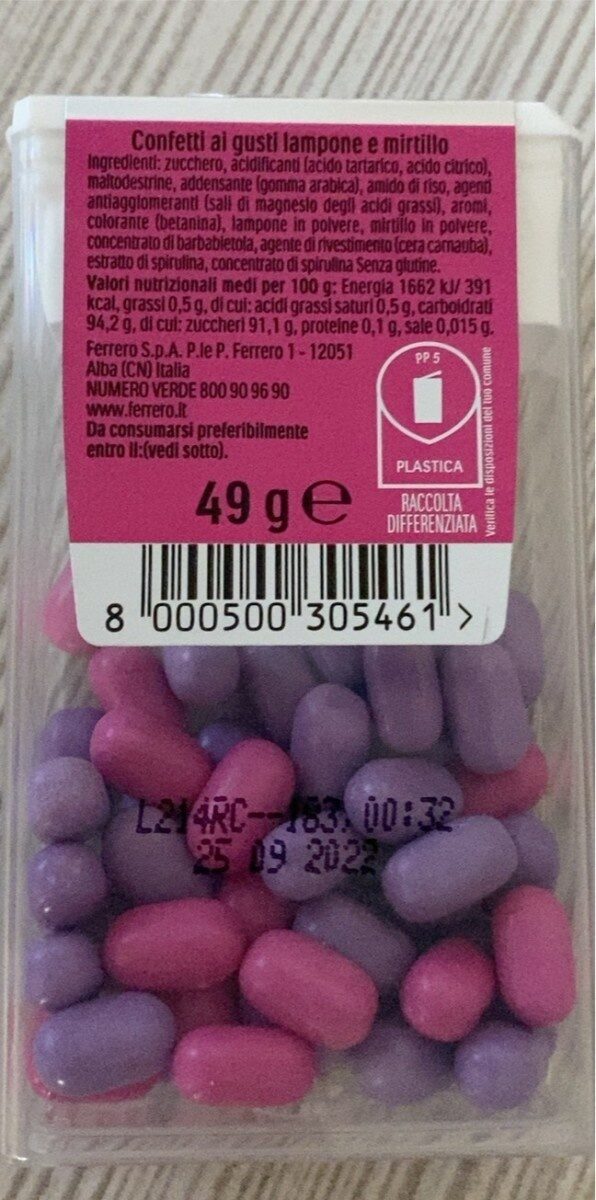 Confetti ai gusti lampone e mirtillo
Ingredienti: zucchero, acidificanti (acido tartarico, acido citrico),
maltodestrine, addensante (gomma arabica), amido di riso, agenti
antiagglomeranti (sali di magnesio degli acidi grassi), aromi,
colorante (betanina), lampone in polvere, mirtillo in polvere,
concentrato di barbabietola, agente di rivestimento (cera carnauba),
estratto di spirulina, concentrato di spirulina Senza glutine.
Valori nutrizionali medi per 100 g: Energia 1662 kJ/ 391
kcal, grassi 0,5 g, di cui: acidi grassi saturi 0,5 g, carboidrati
94,2 g, di cui: zuccheri 91,1 g, proteine 0,1 g, sale 0,015 g.
Ferrero S.p.A. P.le P. Ferrero 1 - 12051
Alba (CN) Italia
NUMERO VERDE 800 90 96 90
www.ferrero.it
Da consumarsi preferibilmente
entro il:(vedi sotto).
49 g e
PP 5
PLASTICA
RACCOLTA
DIFFERENZIATA
Verifica le disposizioni del tuo comune
8 000500 305461 >
L214RC--183, 00:32
25 09 2022